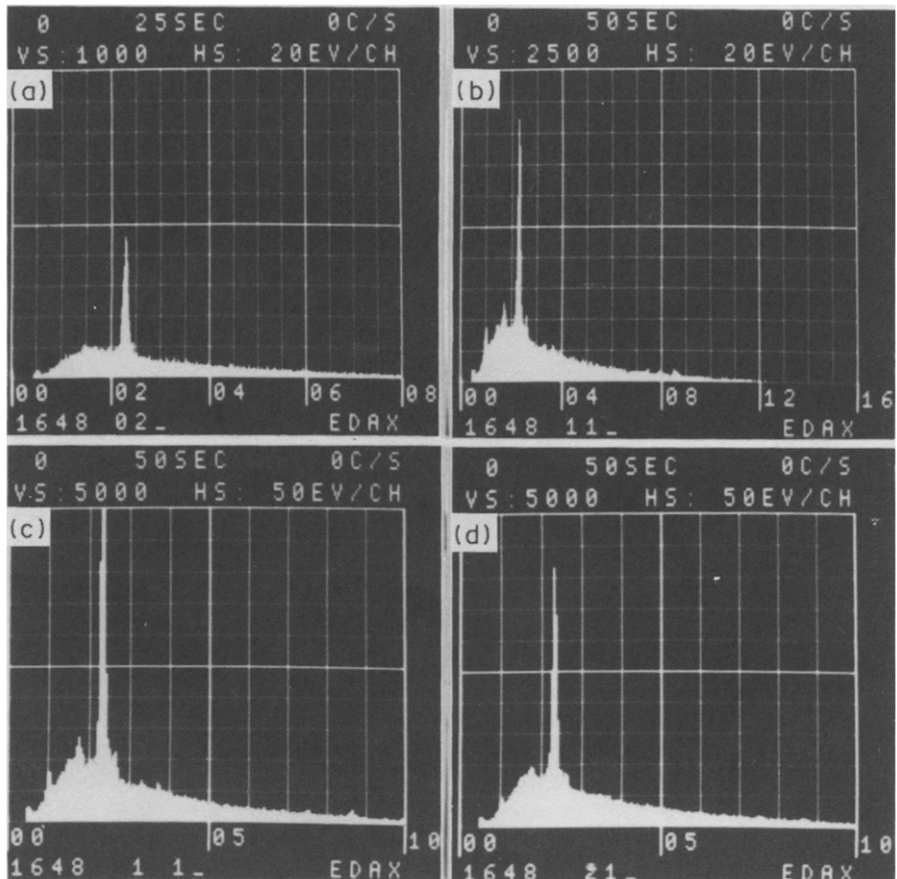 0 25SEC 0C/S
VS:1000 HS: 20EV/CH
(a)
00 02 04 06 08
1648 02_ EDAX
0 50SEC 0C/S
VS:2500 HS: 20EV/CH
(b)
00 04 08 12 16
1648 11_ EDAX
0 50SEC 0C/S
VS:5000 HS: 50EV/CH
(c)
00 05 10
1648 1 1_ EDAX
0 50SEC 0C/S
VS:5000 HS: 50EV/CH
(d)
00 05 10
1648 21_ EDAX